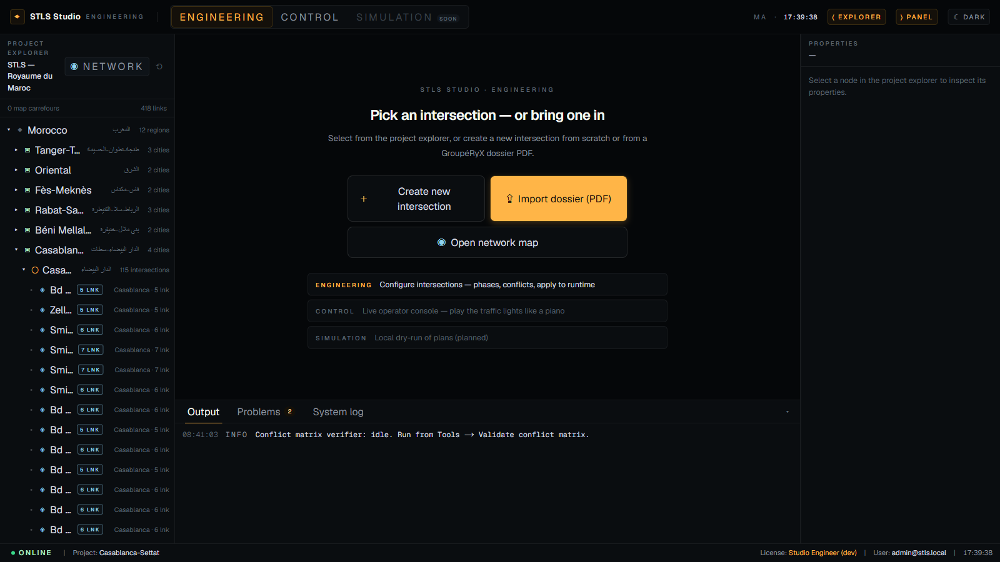 STLS Studio ENGINEERING
ENGINEERING CONTROL SIMULATION SOON
MA · 17:39:38 ⟨ EXPLORER ⟩ PANEL ☾ DARK
PROJECT
EXPLORER
STLS —
Royaume du
Maroc
NETWORK
0 map carrefours 418 links
Morocco المغرب 12 regions
Tanger-T... طنجة-تطوان-الحسيمة 3 cities
Oriental الشرق 2 cities
Fès-Meknès فاس-مكناس 2 cities
Rabat-Sa... الرباط-سلا-القنيطرة 3 cities
Béni Mellal... بني ملال-خنيفرة 2 cities
Casablan... الدار البيضاء-سطات 4 cities
Casa... الدار البيضاء 115 intersections
Bd ... 5 LNK Casablanca · 5 lnk
Zell... 5 LNK Casablanca · 5 lnk
Smi... 6 LNK Casablanca · 6 lnk
Smi... 7 LNK Casablanca · 7 lnk
Smi... 7 LNK Casablanca · 7 lnk
Smi... 6 LNK Casablanca · 6 lnk
Bd ... 6 LNK Casablanca · 6 lnk
Bd ... 5 LNK Casablanca · 5 lnk
Bd ... 6 LNK Casablanca · 6 lnk
Bd ... 5 LNK Casablanca · 5 lnk
Bd ... 6 LNK Casablanca · 6 lnk
Bd ... 6 LNK Casablanca · 6 lnk
Bd ... 6 LNK Casablanca · 6 lnk
STLS STUDIO · ENGINEERING
Pick an intersection — or bring one in
Select from the project explorer, or create a new intersection from scratch or from a
GroupéRyX dossier PDF.
+ Create new
intersection
⇪ Import dossier (PDF)
Open network map
ENGINEERING Configure intersections — phases, conflicts, apply to runtime
CONTROL Live operator console — play the traffic lights like a piano
SIMULATION Local dry-run of plans (planned)
Output Problems 2 System log
08:41:03 INFO Conflict matrix verifier: idle. Run from Tools → Validate conflict matrix.
PROPERTIES
—
Select a node in the project explorer to inspect its
properties.
ONLINE | Project: Casablanca-Settat
License: Studio Engineer (dev) | User: admin@stls.local | 17:39:38